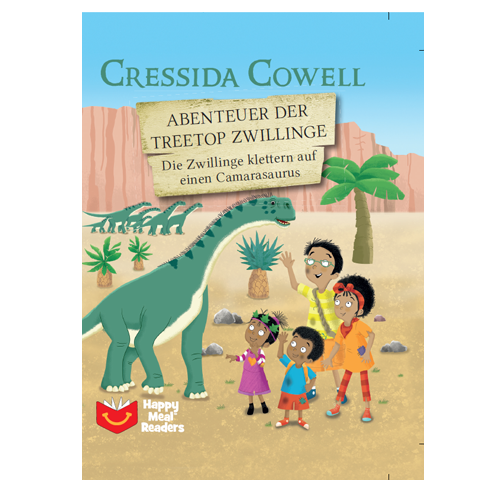 CRESSIDA COWELL
ABENTEUER DER
TREETOP ZWILLINGE
Die Zwillinge klettern auf
einen Camarasaurus
Happy
Meal
Readers